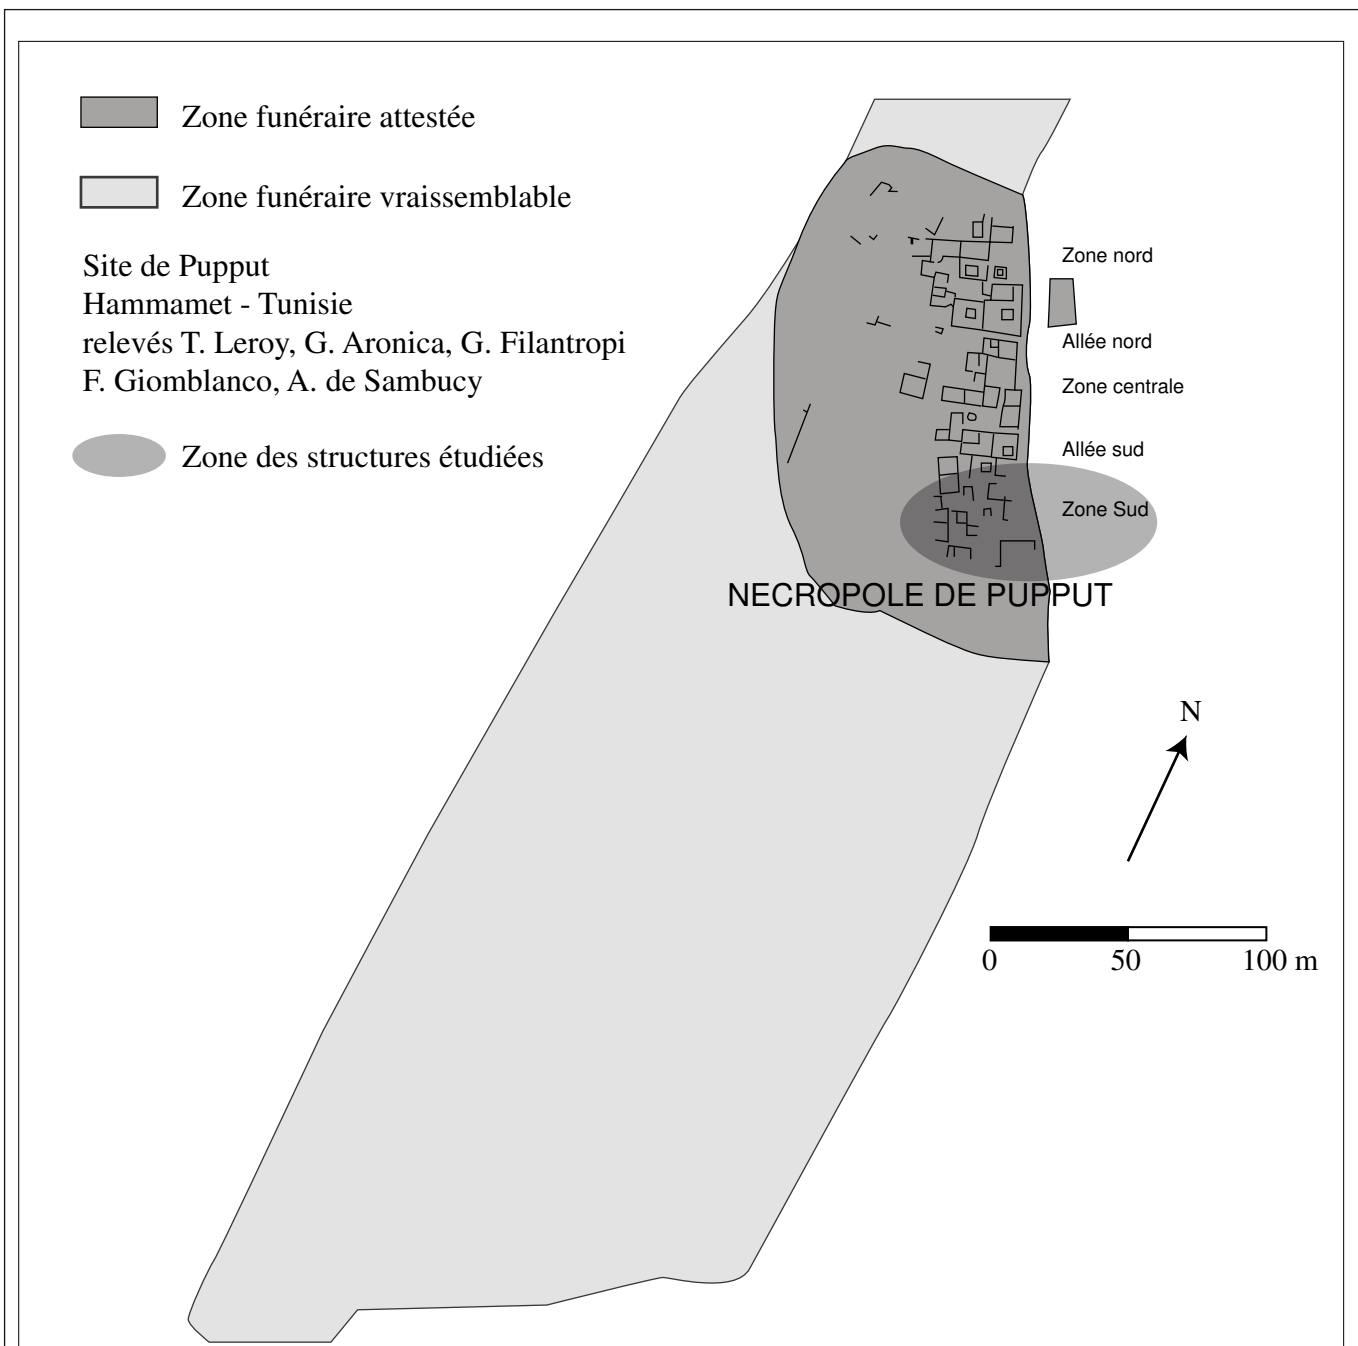 Zone funéraire attestée
Zone funéraire vraissemblable
Site de Pupput
Hammamet - Tunisie
relevés T. Leroy, G. Aronica, G. Filantropi
F. Giomblanco, A. de Sambucy
Zone des structures étudiées
Zone nord
Allée nord
Zone centrale
Allée sud
Zone Sud
NECROPOLE DE PUPPUT
N
0 50 100 m